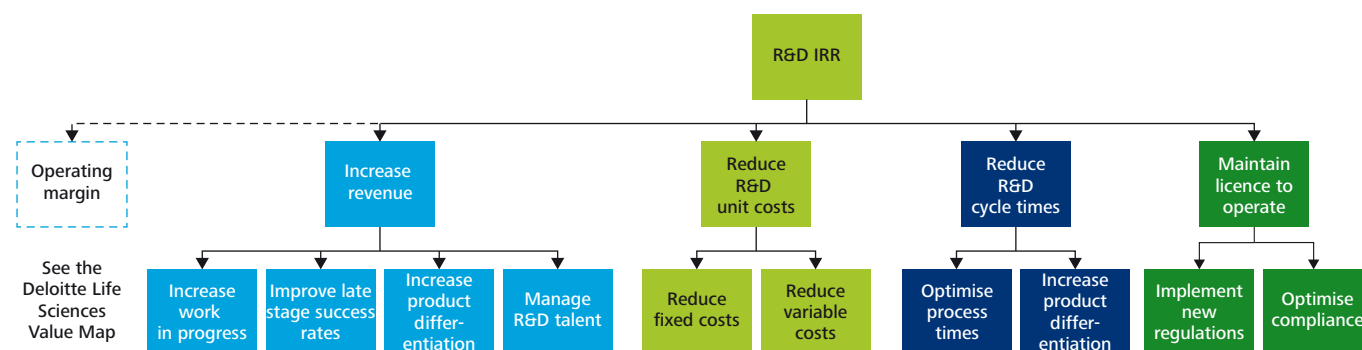 R&D IRR
Operating
margin
Increase
revenue
Reduce
R&D
unit costs
Reduce
R&D
cycle times
Maintain
licence to
operate
See the
Deloitte Life
Sciences
Value Map
Increase
work
in progress
Improve late
stage success
rates
Increase
product
differ-
entiation
Manage
R&D talent
Reduce
fixed costs
Reduce
variable
costs
Optimise
process
times
Increase
product
differ-
entiation
Implement
new
regulations
Optimise
compliance